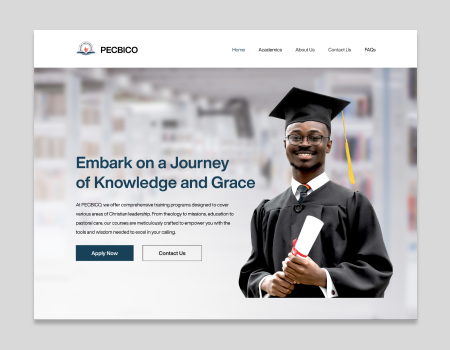 PECBICO
Home Academics About Us Contact Us FAQs
Embark on a Journey
of Knowledge and Grace
At PECBICO, we offer comprehensive training programs designed to cover
various areas of Christian leadership. From theology to missions, education to
pastoral care, our courses are meticulously crafted to empower you with the
tools and wisdom needed to excel in your calling.
Apply Now Contact Us